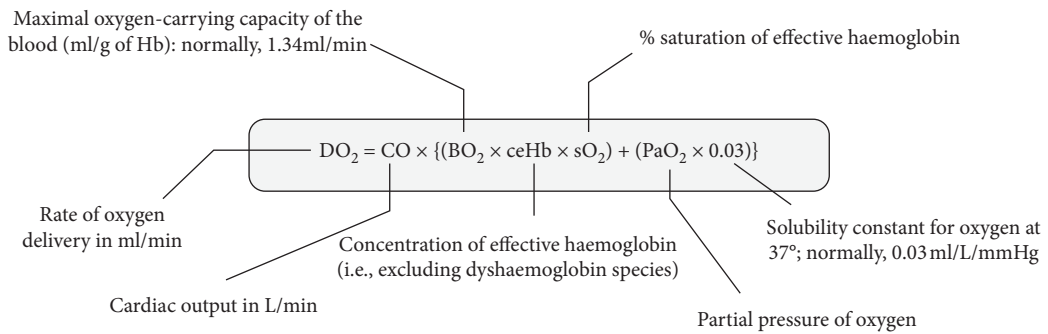 Maximal oxygen-carrying capacity of the
blood (ml/g of Hb): normally, 1.34ml/min
% saturation of effective haemoglobin
DO₂ = CO × {(BO₂ × ceHb × sO₂) + (PaO₂ × 0.03)}
Rate of oxygen
delivery in ml/min
Concentration of effective haemoglobin
(i.e., excluding dyshaemoglobin species)
Solubility constant for oxygen at
37°; normally, 0.03 ml/L/mmHg
Cardiac output in L/min
Partial pressure of oxygen